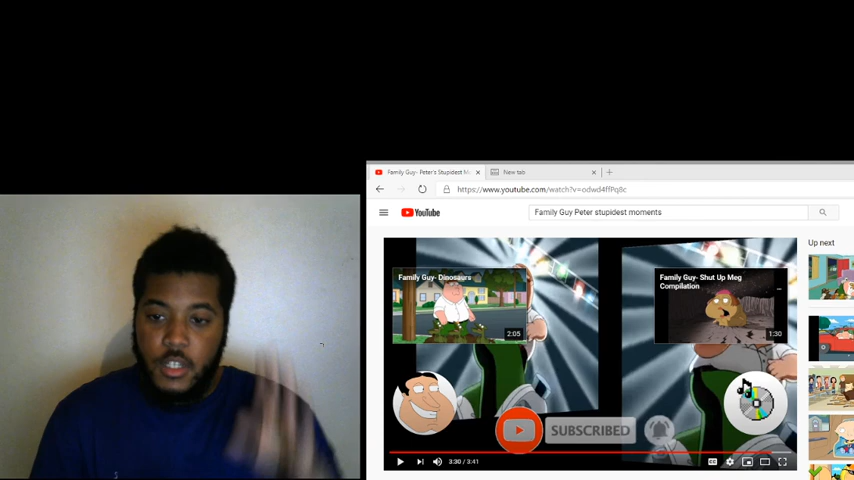 Family Guy- Peter's Stupidest M
New tab
https://www.youtube.com/watch?v=odwd4ffPq8c
YouTube
Family Guy Peter stupidest moments
Up next
Family Guy- Dinosaurs
2:05
Family Guy- Shut Up Meg
Compilation
1:30
SUBSCRIBED
3:30 / 3:41